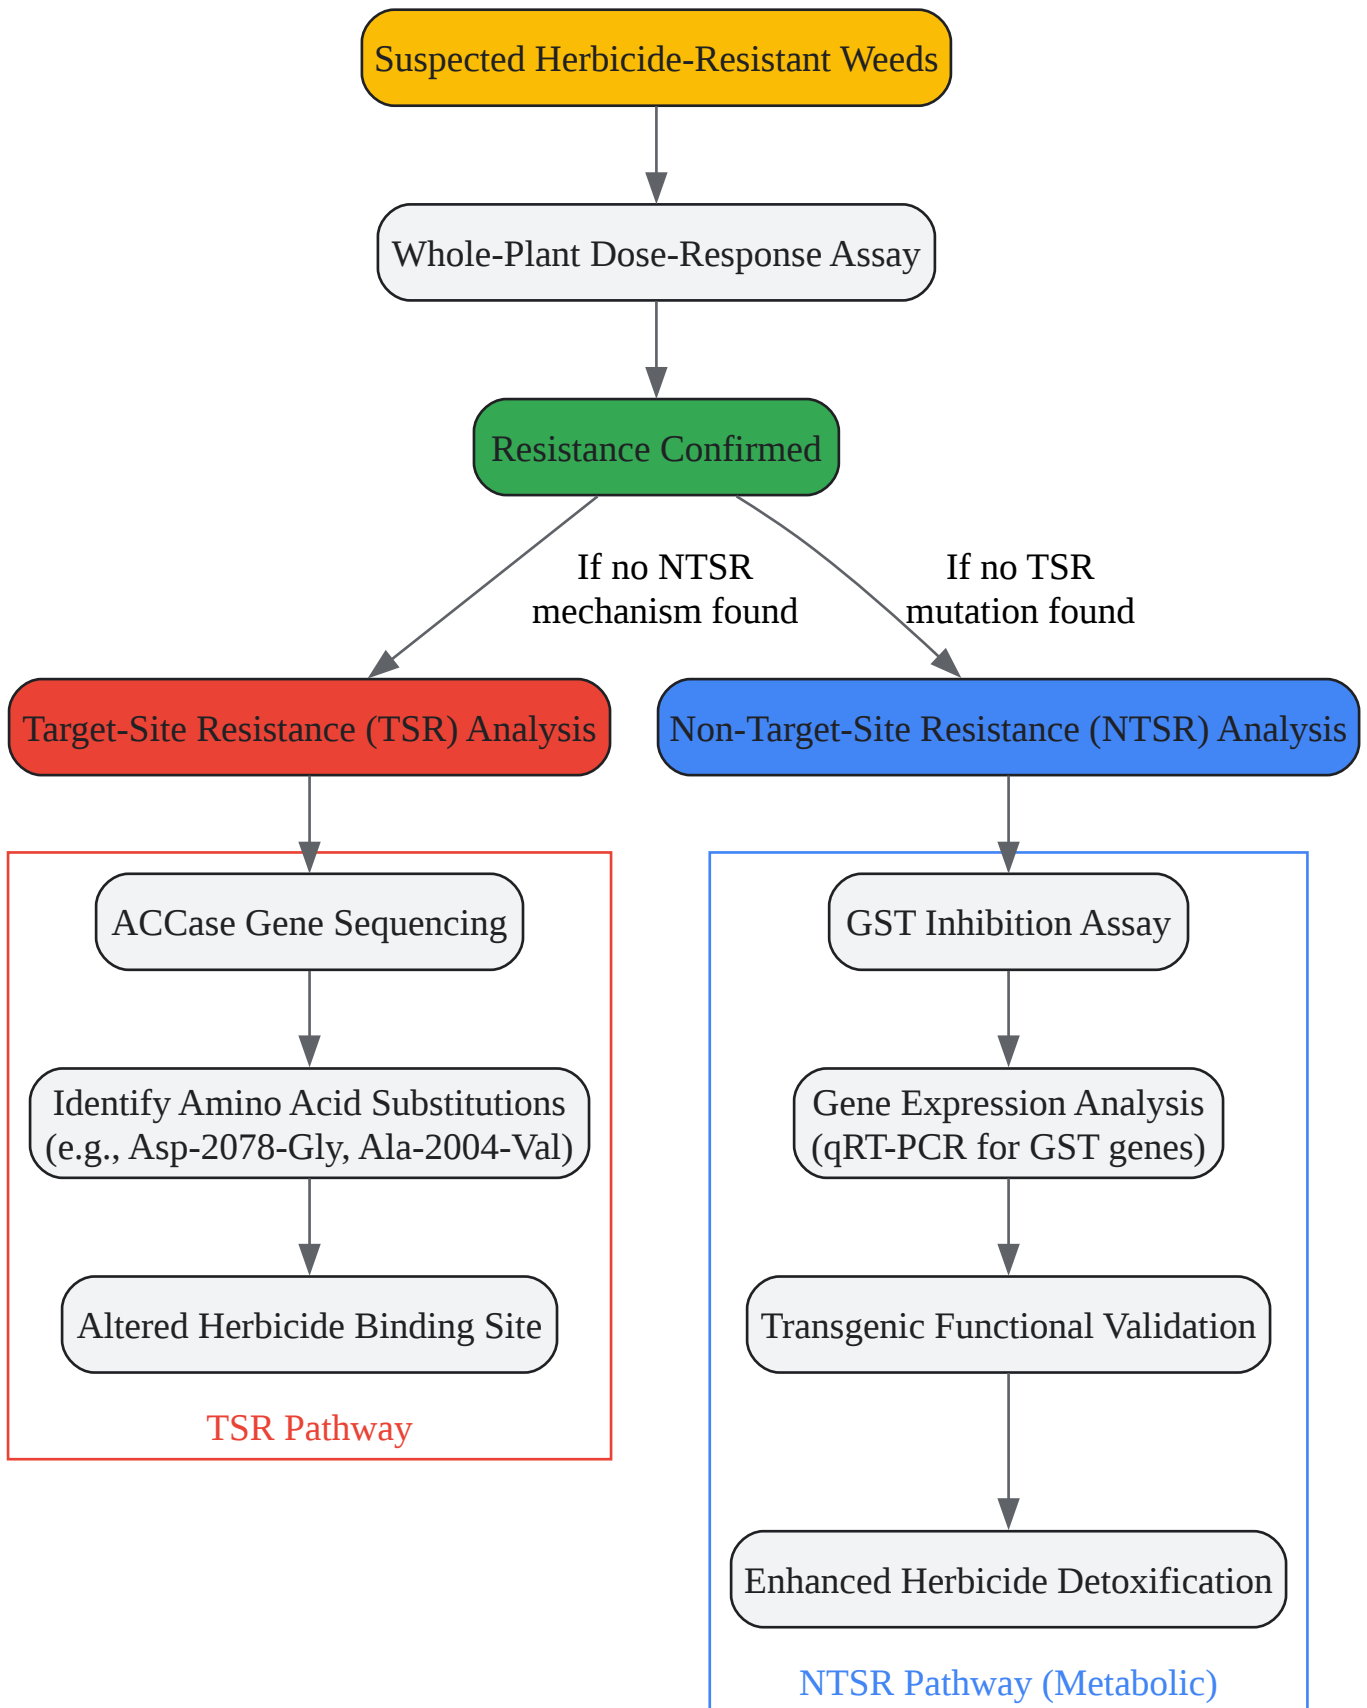 Suspected Herbicide-Resistant Weeds
Whole-Plant Dose-Response Assay
Resistance Confirmed
If no NTSR
mechanism found
If no TSR
mutation found
Target-Site Resistance (TSR) Analysis
Non-Target-Site Resistance (NTSR) Analysis
ACCase Gene Sequencing
Identify Amino Acid Substitutions
(e.g., Asp-2078-Gly, Ala-2004-Val)
Altered Herbicide Binding Site
TSR Pathway
GST Inhibition Assay
Gene Expression Analysis
(qRT-PCR for GST genes)
Transgenic Functional Validation
Enhanced Herbicide Detoxification
NTSR Pathway (Metabolic)